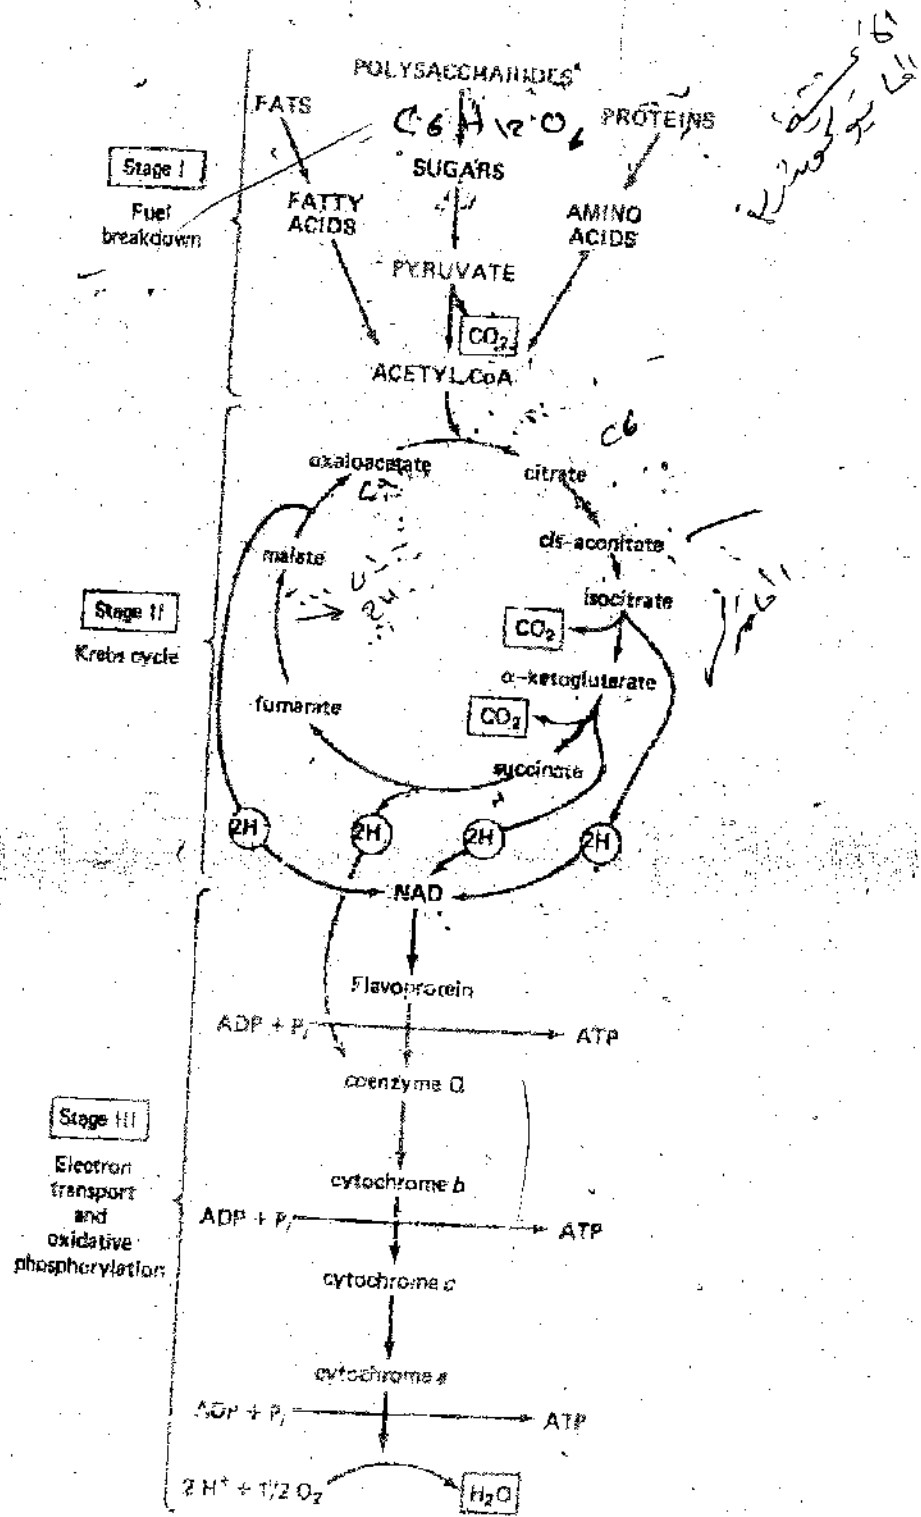 POLYSACCHARIDES
FATS
C6H12O6
PROTEINS
Stage I
Fuel
breakdown
SUGARS
FATTY
ACIDS
AMINO
ACIDS
PYRUVATE
CO₂
ACETYL CoA
C6
oxaloacetate
citrate
cis-aconitate
malate
2H
isocitrate
Stage II
Krebs cycle
CO₂
α-ketoglutarate
fumarate
CO₂
succinate
2H
2H
2H
2H
NAD
Flavoprotein
ADP + Pi
ATP
coenzyme Q
Stage III
Electron
transport
and
oxidative
phosphorylation
cytochrome b
ADP + Pi
ATP
cytochrome c
cytochrome a
ADP + Pi
ATP
2 H⁺ + 1/2 O₂
H₂O